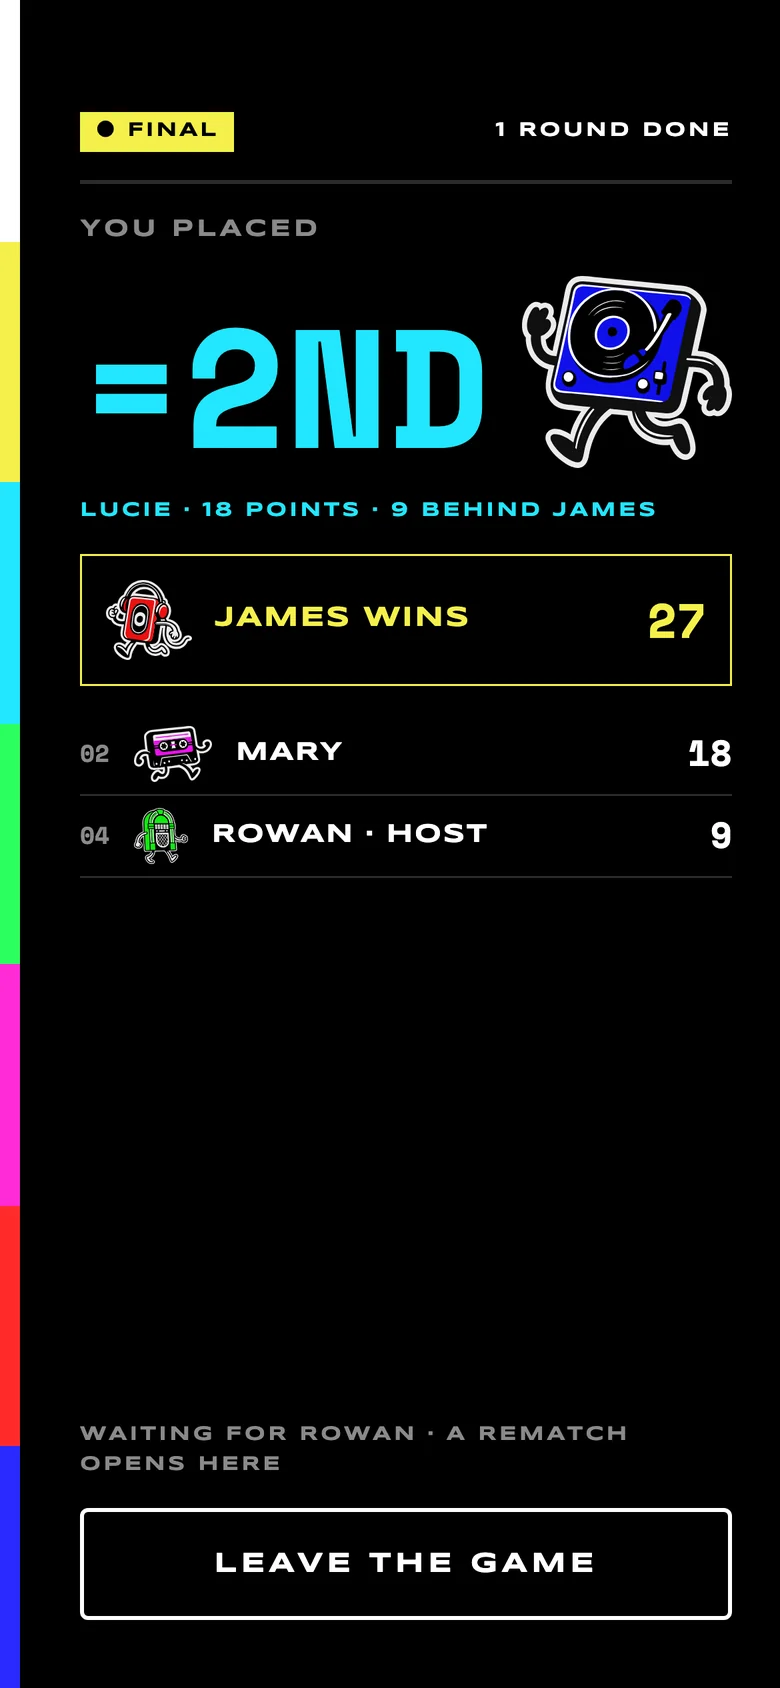 FINAL
1 ROUND DONE
YOU PLACED
=2ND
LUCIE · 18 POINTS · 9 BEHIND JAMES
JAMES WINS 27
02 MARY 18
04 ROWAN · HOST 9
WAITING FOR ROWAN · A REMATCH
OPENS HERE
LEAVE THE GAME